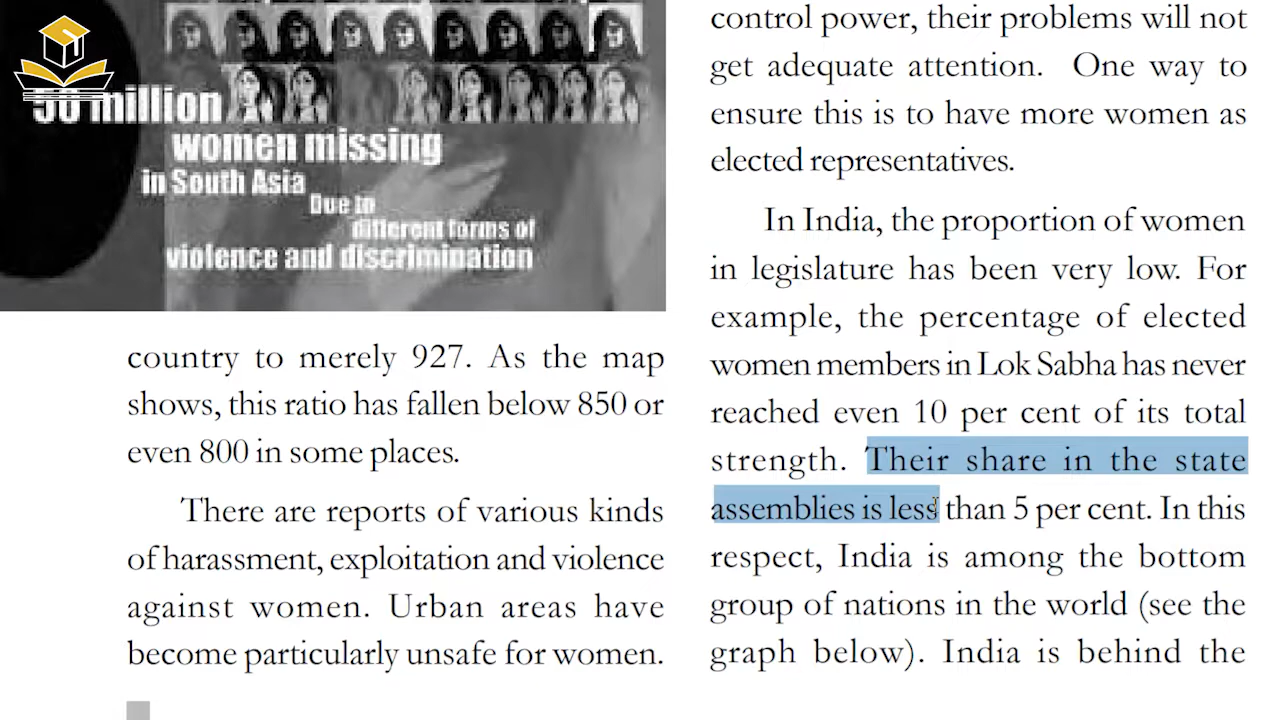 50 million
women missing
in South Asia
Due to
different forms of
violence and discrimination
country to merely 927. As the map
shows, this ratio has fallen below 850 or
even 800 in some places.
There are reports of various kinds
of harassment, exploitation and violence
against women. Urban areas have
become particularly unsafe for women.
control power, their problems will not
get adequate attention. One way to
ensure this is to have more women as
elected representatives.
In India, the proportion of women
in legislature has been very low. For
example, the percentage of elected
women members in Lok Sabha has never
reached even 10 per cent of its total
strength. Their share in the state
assemblies is less than 5 per cent. In this
respect, India is among the bottom
group of nations in the world (see the
graph below). India is behind the